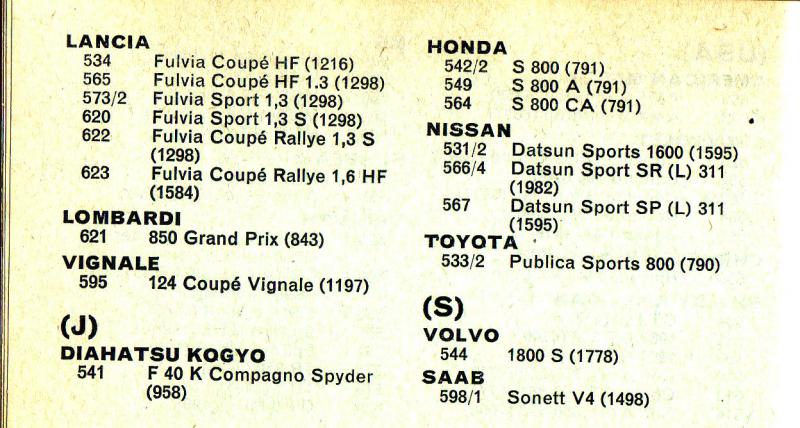 LANCIA
534 Fulvia Coupé HF (1216)
565 Fulvia Coupé HF 1.3 (1298)
573/2 Fulvia Sport 1,3 (1298)
620 Fulvia Sport 1,3 S (1298)
622 Fulvia Coupé Rallye 1,3 S
(1298)
623 Fulvia Coupé Rallye 1,6 HF
(1584)
LOMBARDI
621 850 Grand Prix (843)
VIGNALE
595 124 Coupé Vignale (1197)
(J)
DIAHATSU KOGYO
541 F 40 K Compagno Spyder
(958)
HONDA
542/2 S 800 (791)
549 S 800 A (791)
564 S 800 CA (791)
NISSAN
531/2 Datsun Sports 1600 (1595)
566/4 Datsun Sport SR (L) 311
(1982)
567 Datsun Sport SP (L) 311
(1595)
TOYOTA
533/2 Publica Sports 800 (790)
(S)
VOLVO
544 1800 S (1778)
SAAB
598/1 Sonett V4 (1498)